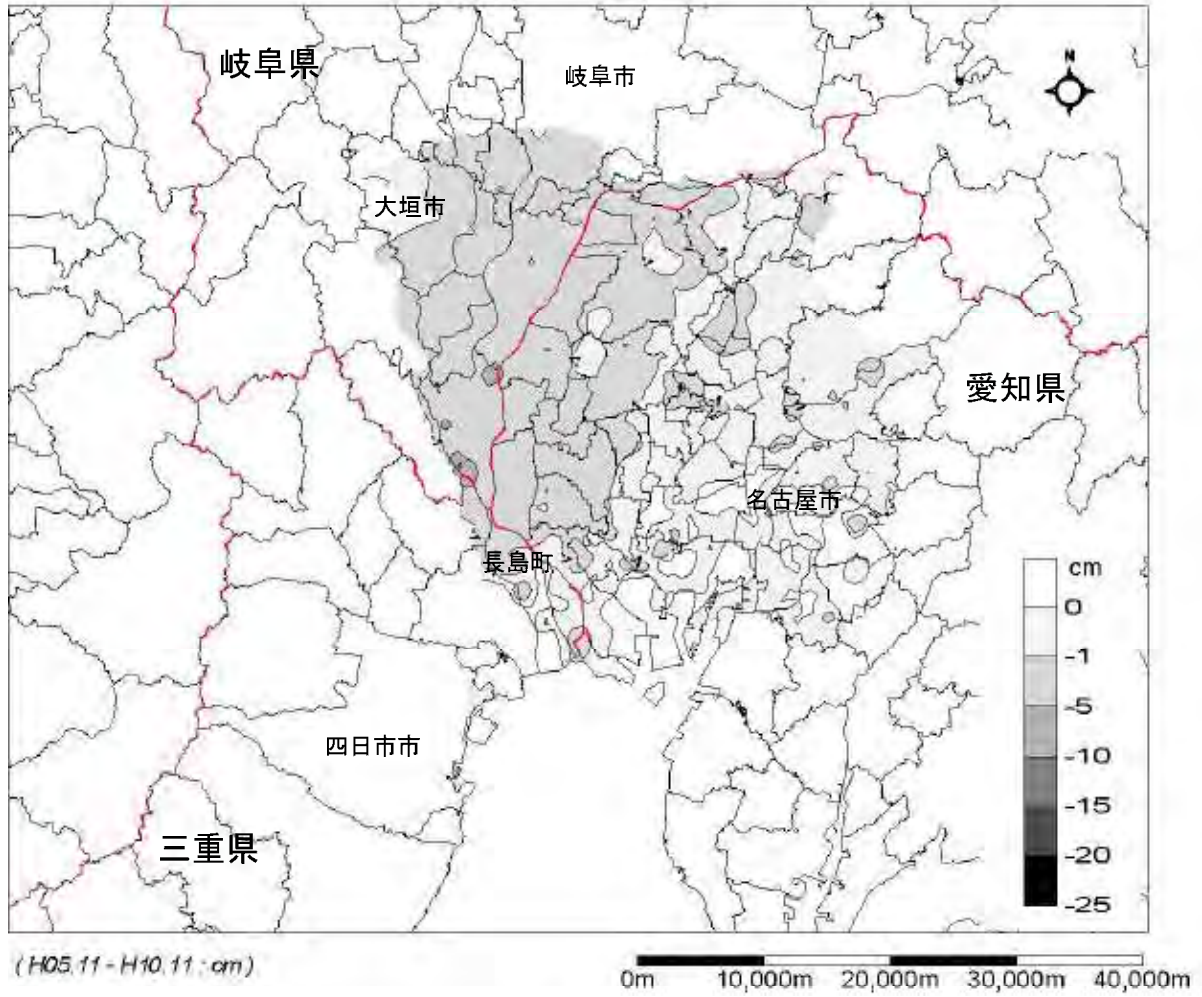 岐阜県
岐阜市
N
大垣市
愛知県
名古屋市
長島町
cm
0
-1
-5
-10
-15
-20
-25
四日市市
三重県
(H05.11 - H10.11 : cm)
0m 10,000m 20,000m 30,000m 40,000m